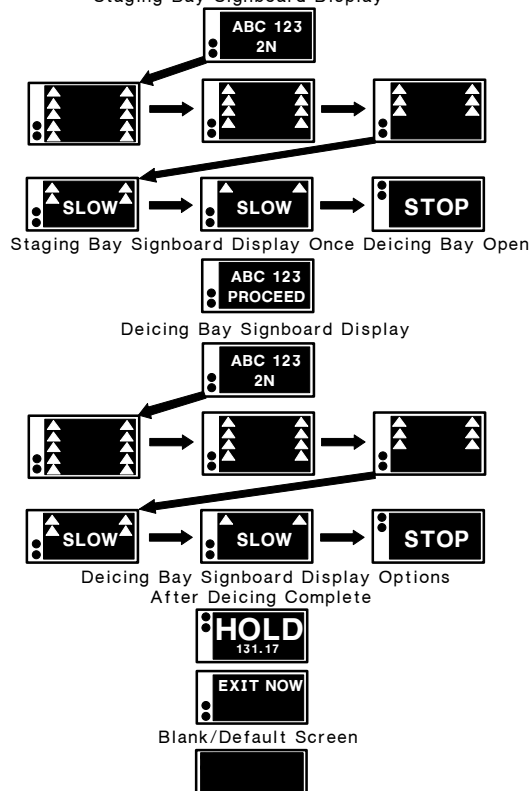 Staging Bay Signboard Display
ABC 123
2N
SLOW
SLOW
STOP
Staging Bay Signboard Display Once Deicing Bay Open
ABC 123
PROCEED
Deicing Bay Signboard Display
ABC 123
2N
SLOW
SLOW
STOP
Deicing Bay Signboard Display Options
After Deicing Complete
HOLD
131.17
EXIT NOW
Blank/Default Screen